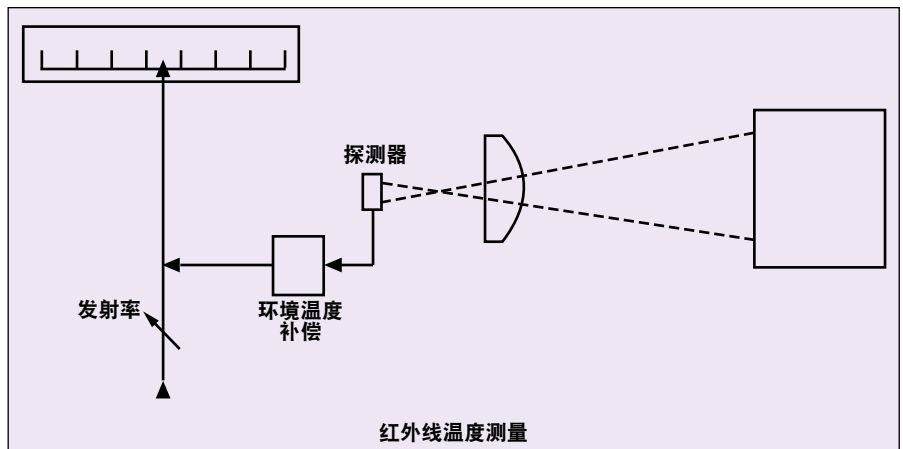 探测器
发射率
环境温度
补偿
红外线温度测量